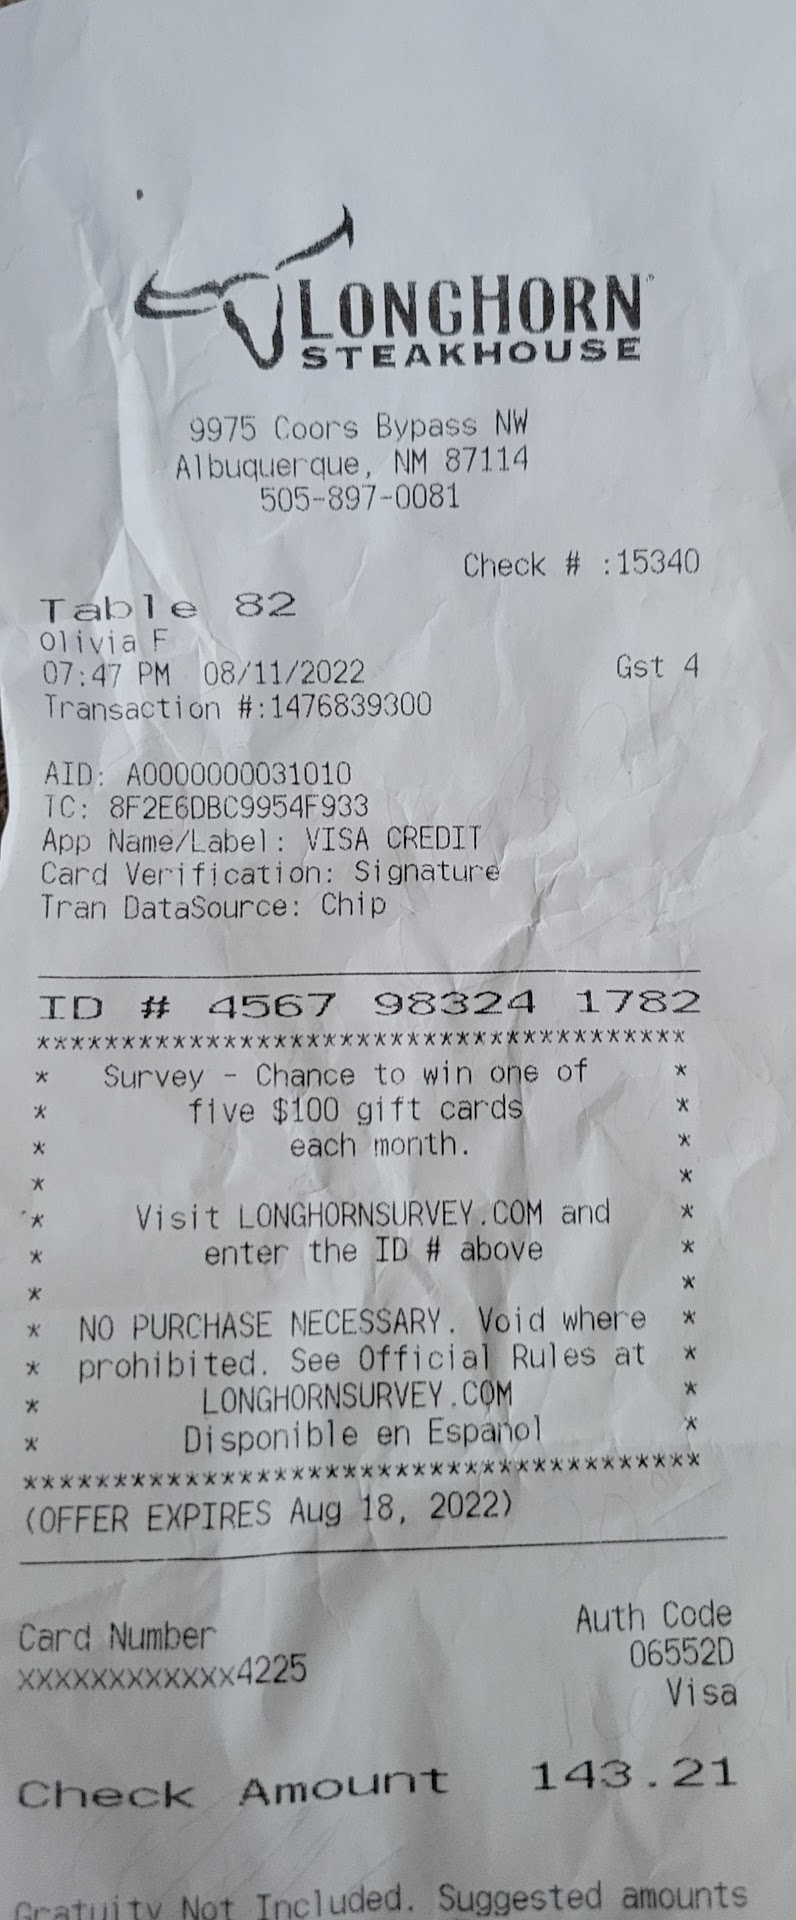 LONGHORN
STEAKHOUSE
9975 Coors Bypass NW
Albuquerque, NM 87114
505-897-0081
Check # :15340
Table 82
Olivia F
07:47 PM 08/11/2022 Gst 4
Transaction #:1476839300
AID: A0000000031010
TC: 8F2E6DBC9954F933
App Name/Label: VISA CREDIT
Card Verification: Signature
Tran DataSource: Chip
ID # 4567 98324 1782
****************************************
* Survey - Chance to win one of *
* five $100 gift cards *
* each month. *
* *
* Visit LONGHORNSURVEY.COM and *
* enter the ID # above *
* *
* NO PURCHASE NECESSARY. Void where *
* prohibited. See Official Rules at *
* LONGHORNSURVEY.COM *
* Disponible en Espanol *
****************************************
(OFFER EXPIRES Aug 18, 2022)
Card Number Auth Code
xxxxxxxxxxxx4225 06552D
Visa
Check Amount 143.21
Gratuity Not Included. Suggested amounts